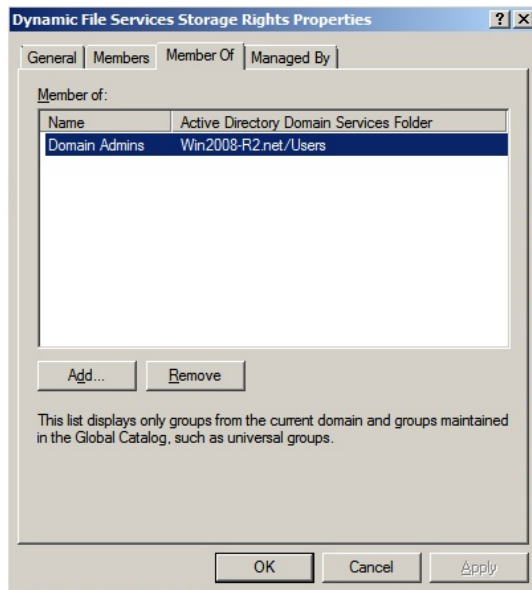 Dynamic File Services Storage Rights Properties
General Members Member Of Managed By
Member of:
Name Active Directory Domain Services Folder
Domain Admins Win2008-R2.net/Users
Add... Remove
This list displays only groups from the current domain and groups maintained
in the Global Catalog, such as universal groups.
OK Cancel Apply